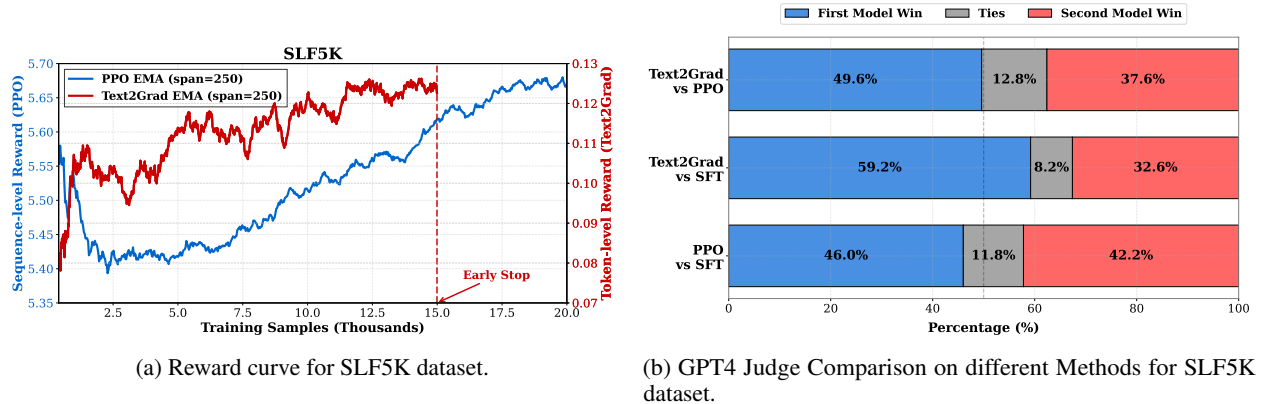 SLF5K
PPO EMA (span=250)
Text2Grad EMA (span=250)
Sequence-level Reward (PPO)
5.70
5.65
5.60
5.55
5.50
5.45
5.40
5.35
0.13
0.12
0.11
0.10
0.09
0.08
0.07
Token-level Reward (Text2Grad)
Early Stop
2.5 5.0 7.5 10.0 12.5 15.0 17.5 20.0
Training Samples (Thousands)
(a) Reward curve for SLF5K dataset.
First Model Win Ties Second Model Win
Text2Grad
vs PPO
49.6% 12.8% 37.6%
Text2Grad
vs SFT
59.2% 8.2% 32.6%
PPO
vs SFT
46.0% 11.8% 42.2%
0 20 40 60 80 100
Percentage (%)
(b) GPT4 Judge Comparison on different Methods for SLF5K
dataset.